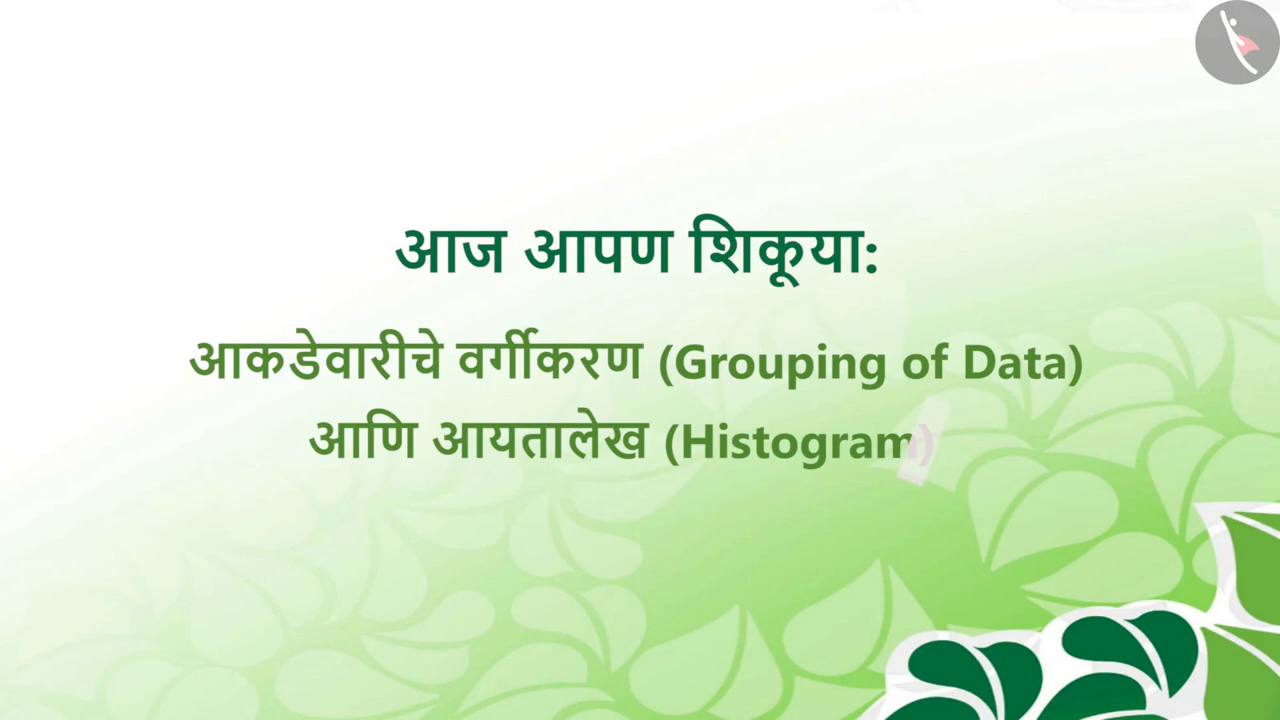 आज आपण शिकूया:
आकडेवारीचे वर्गीकरण (Grouping of Data)
आणि आयतालेख (Histogram)